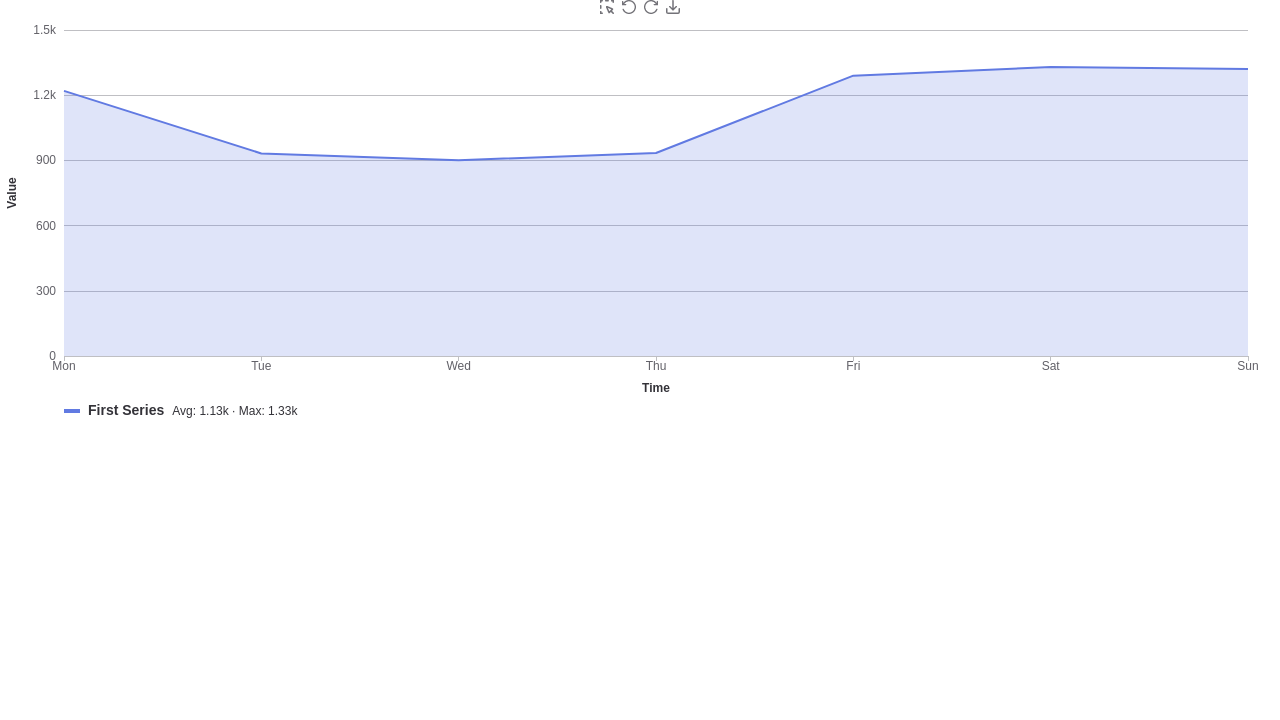 1.5k
1.2k
900
600
300
0
Value
Mon Tue Wed Thu Fri Sat Sun
Time
First Series Avg: 1.13k · Max: 1.33k